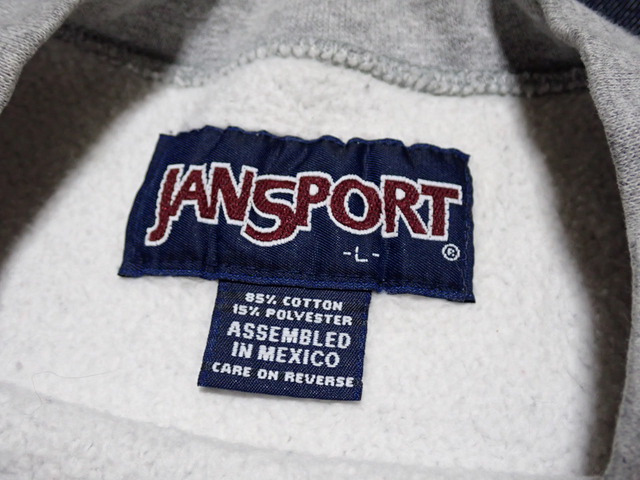 JANSPORT
-L-
®
85% COTTON
15% POLYESTER
ASSEMBLED
IN MEXICO
CARE ON REVERSE